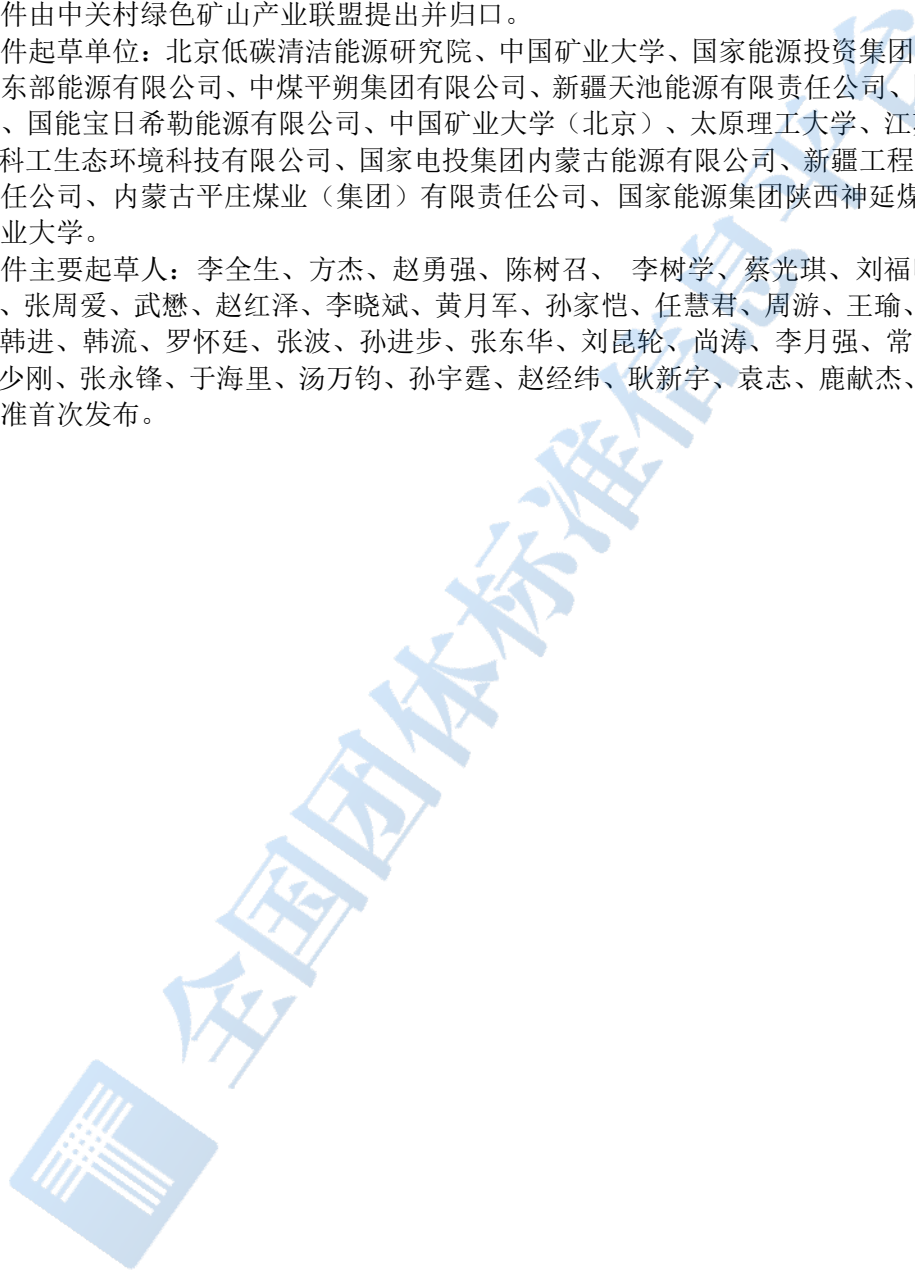 件由中关村绿色矿山产业联盟提出并归口。
件起草单位：北京低碳清洁能源研究院、中国矿业大学、国家能源投资集团
东部能源有限公司、中煤平朔集团有限公司、新疆天池能源有限责任公司、
、国能宝日希勒能源有限公司、中国矿业大学（北京）、太原理工大学、江
科工生态环境科技有限公司、国家电投集团内蒙古能源有限公司、新疆工程
任公司、内蒙古平庄煤业（集团）有限责任公司、国家能源集团陕西神延煤
业大学。
件主要起草人：李全生、方杰、赵勇强、陈树召、 李树学、蔡光琪、刘福
、张周爱、武懋、赵红泽、李晓斌、黄月军、孙家恺、任慧君、周游、王瑜、
韩进、韩流、罗怀廷、张波、孙进步、张东华、刘昆轮、尚涛、李月强、常
少刚、张永锋、于海里、汤万钧、孙宇霆、赵经纬、耿新宇、袁志、鹿献杰、
准首次发布。
全国团体标准信息平台